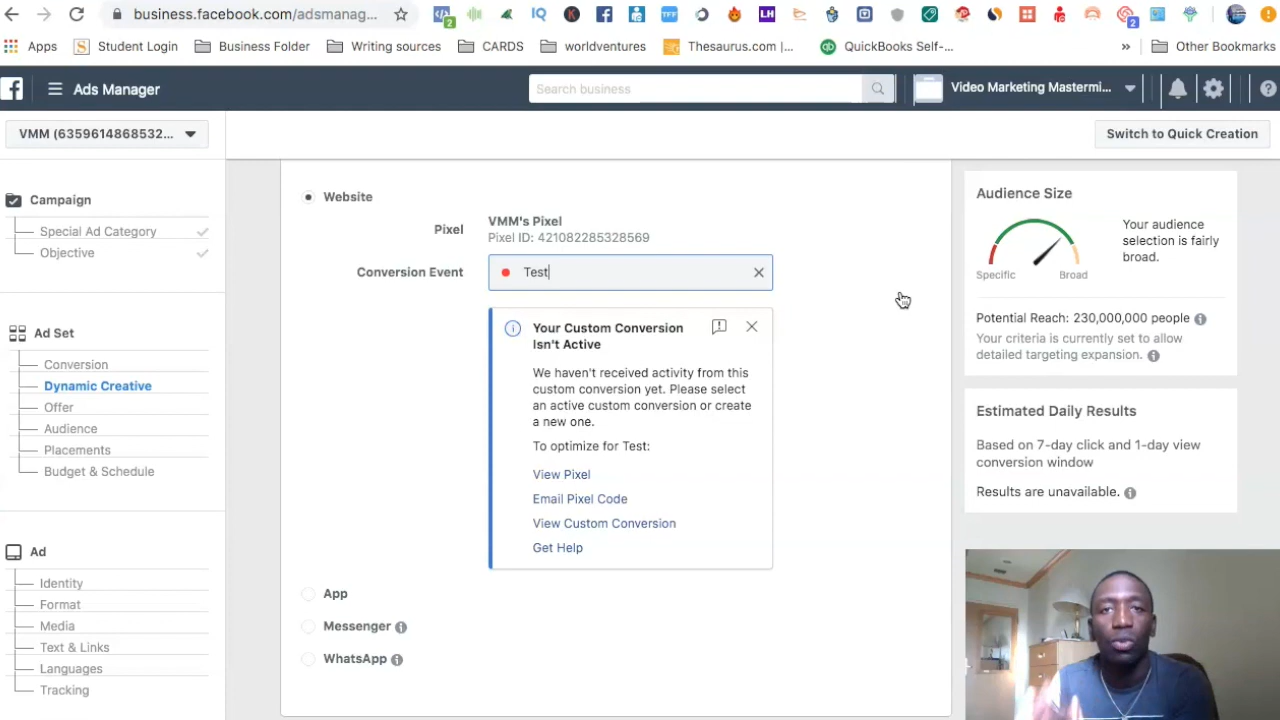 business.facebook.com/adsmanag...
2
IQ
K
TFF
LH
2
Apps
Student Login
Business Folder
Writing sources
CARDS
worldventures
Thesaurus.com |...
QuickBooks Self-...
»
Other Bookmarks
Ads Manager
Search business
Video Marketing Mastermi...
VMM (6359614868532...
Switch to Quick Creation
Campaign
Special Ad Category
Objective
Ad Set
Conversion
Dynamic Creative
Offer
Audience
Placements
Budget & Schedule
Ad
Identity
Format
Media
Text & Links
Languages
Tracking
Website
Pixel
VMM's Pixel
Pixel ID: 421082285328569
Conversion Event
Test
Your Custom Conversion
Isn't Active
We haven't received activity from this
custom conversion yet. Please select
an active custom conversion or create
a new one.
To optimize for Test:
View Pixel
Email Pixel Code
View Custom Conversion
Get Help
App
Messenger
WhatsApp
Audience Size
Specific
Broad
Your audience
selection is fairly
broad.
Potential Reach: 230,000,000 people
Your criteria is currently set to allow
detailed targeting expansion.
Estimated Daily Results
Based on 7-day click and 1-day view
conversion window
Results are unavailable.